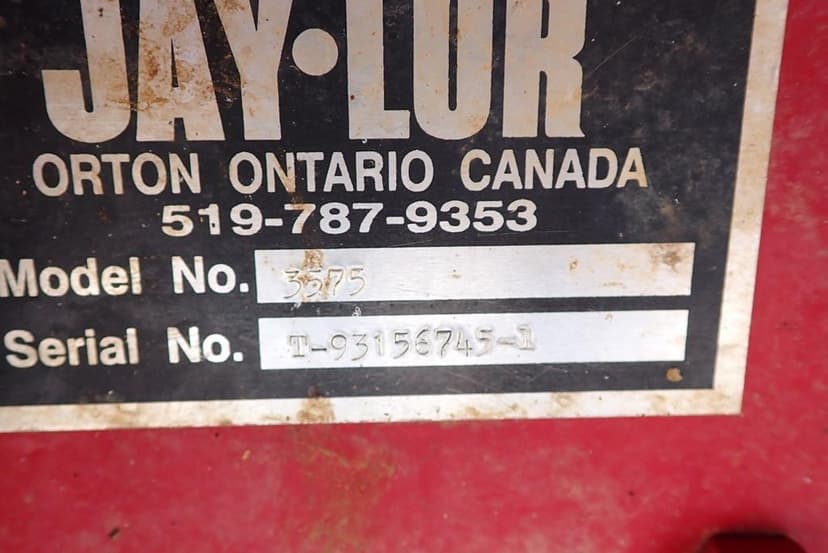 JAY•LOR
ORTON ONTARIO CANADA
519-787-9353
Model No. 3575
Serial No. T-93156745-1